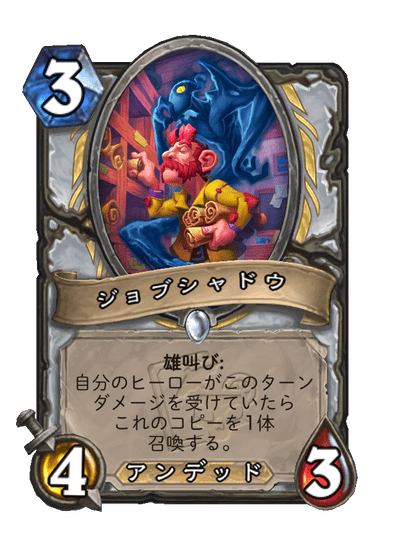 3
ジョブシャドウ
雄叫び:
自分のヒーローがこのターン
ダメージを受けていたら
これのコピーを1体
召喚する。
4
アンデッド
3